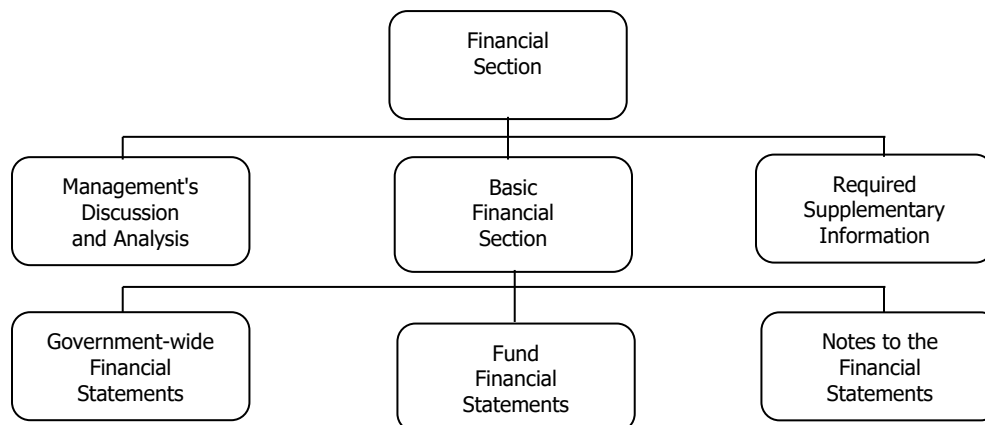 Financial
Section
Management's
Discussion
and Analysis
Basic
Financial
Section
Required
Supplementary
Information
Government-wide
Financial
Statements
Fund
Financial
Statements
Notes to the
Financial
Statements